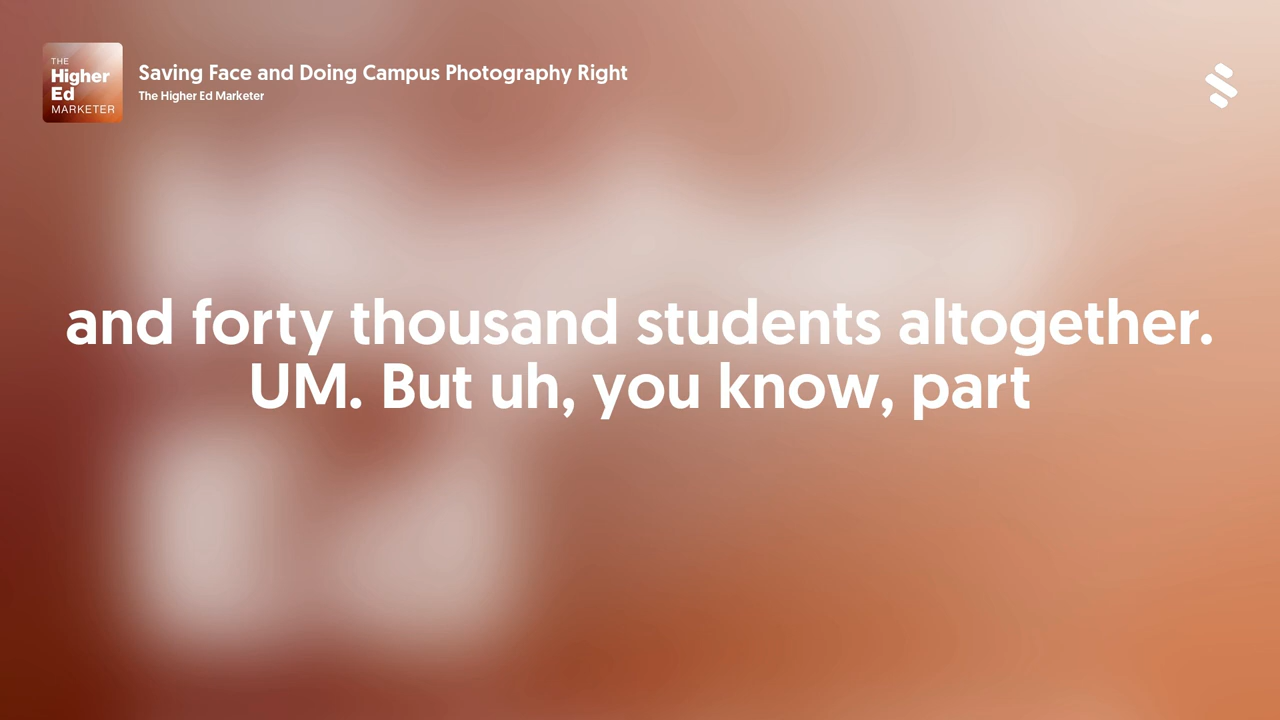 THE
Higher
Ed
MARKETER
Saving Face and Doing Campus Photography Right
The Higher Ed Marketer
and forty thousand students altogether.
UM. But uh, you know, part